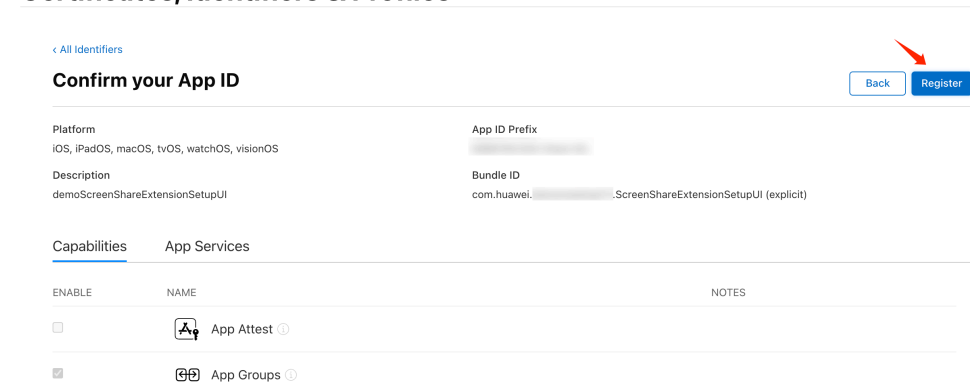 ‹ All Identifiers
Confirm your App ID
Back
Register
Platform
App ID Prefix
iOS, iPadOS, macOS, tvOS, watchOS, visionOS
Description
Bundle ID
demoScreenShareExtensionSetupUI
com.huawei. .ScreenShareExtensionSetupUI (explicit)
Capabilities
App Services
ENABLE
NAME
NOTES
App Attest
App Groups